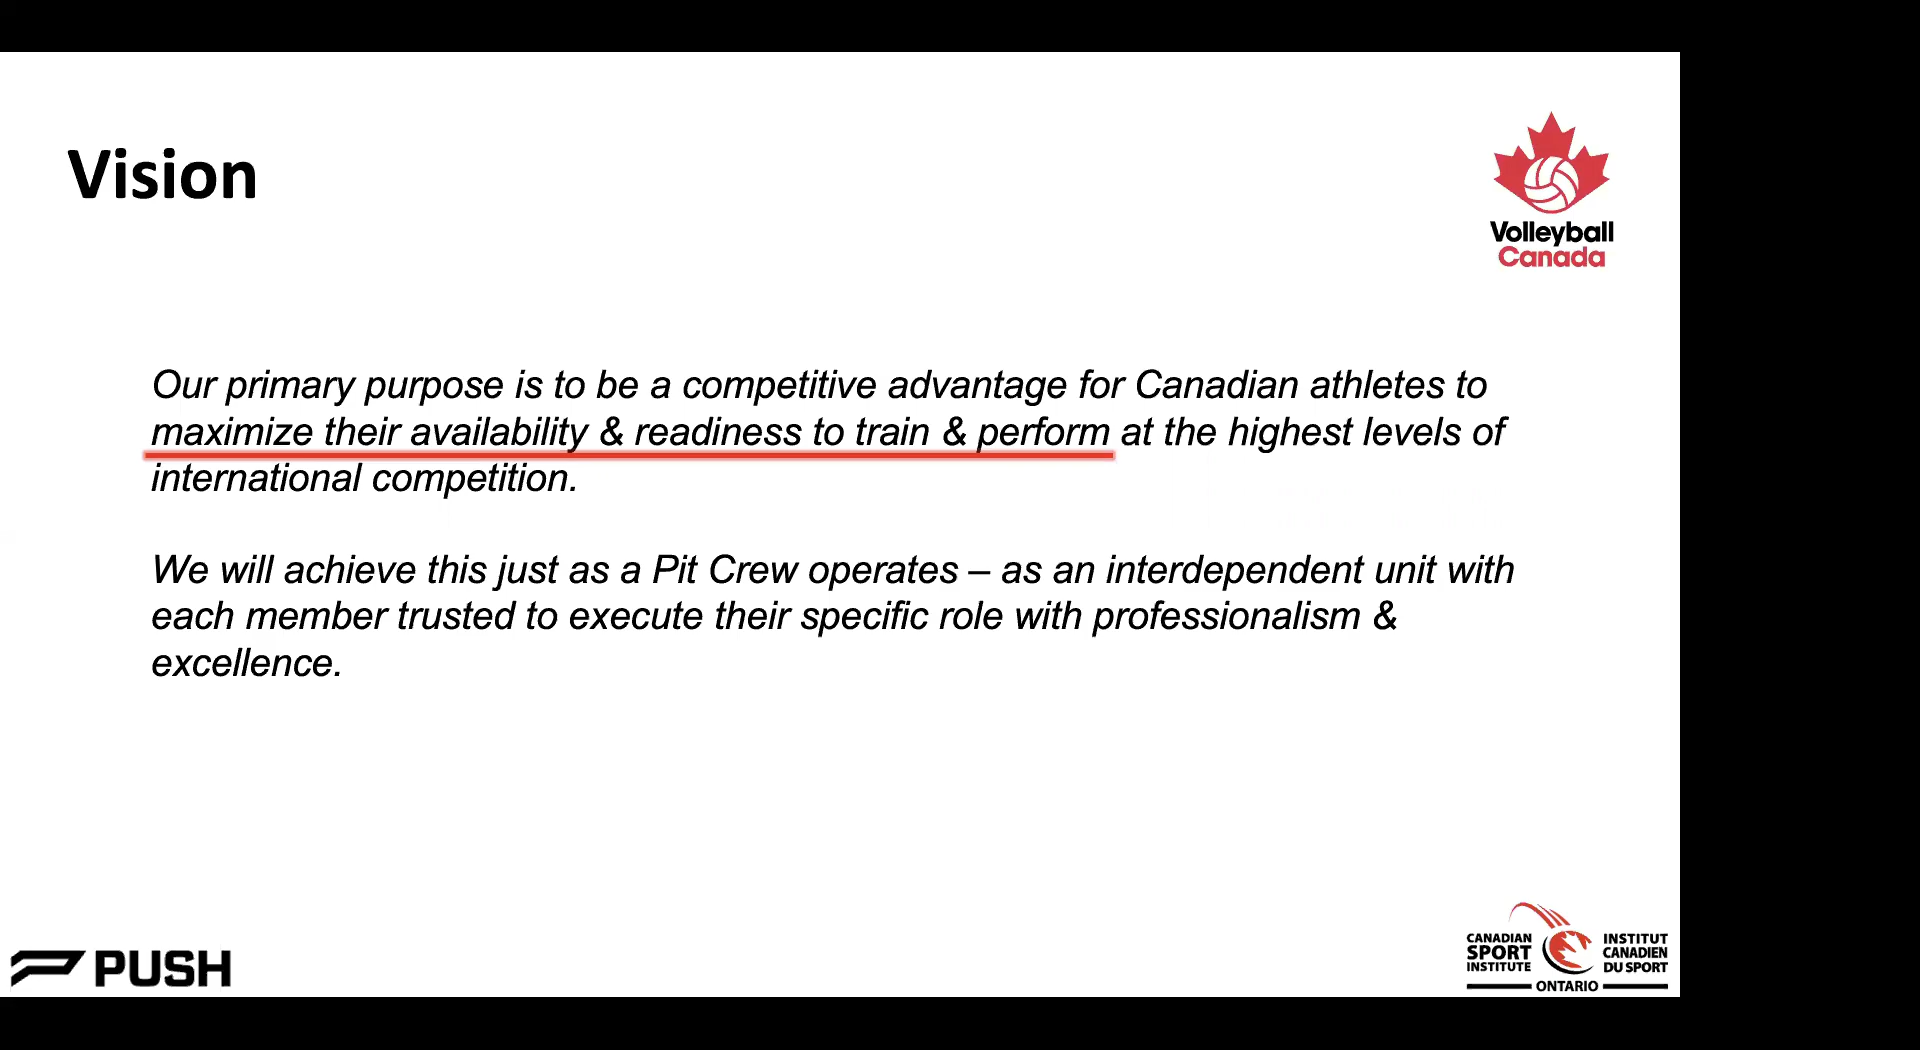 Vision
Volleyball
Canada
Our primary purpose is to be a competitive advantage for Canadian athletes to
maximize their availability & readiness to train & perform at the highest levels of
international competition.
We will achieve this just as a Pit Crew operates – as an interdependent unit with
each member trusted to execute their specific role with professionalism &
excellence.
PUSH
CANADIAN
SPORT
INSTITUTE
INSTITUT
CANADIEN
DU SPORT
ONTARIO